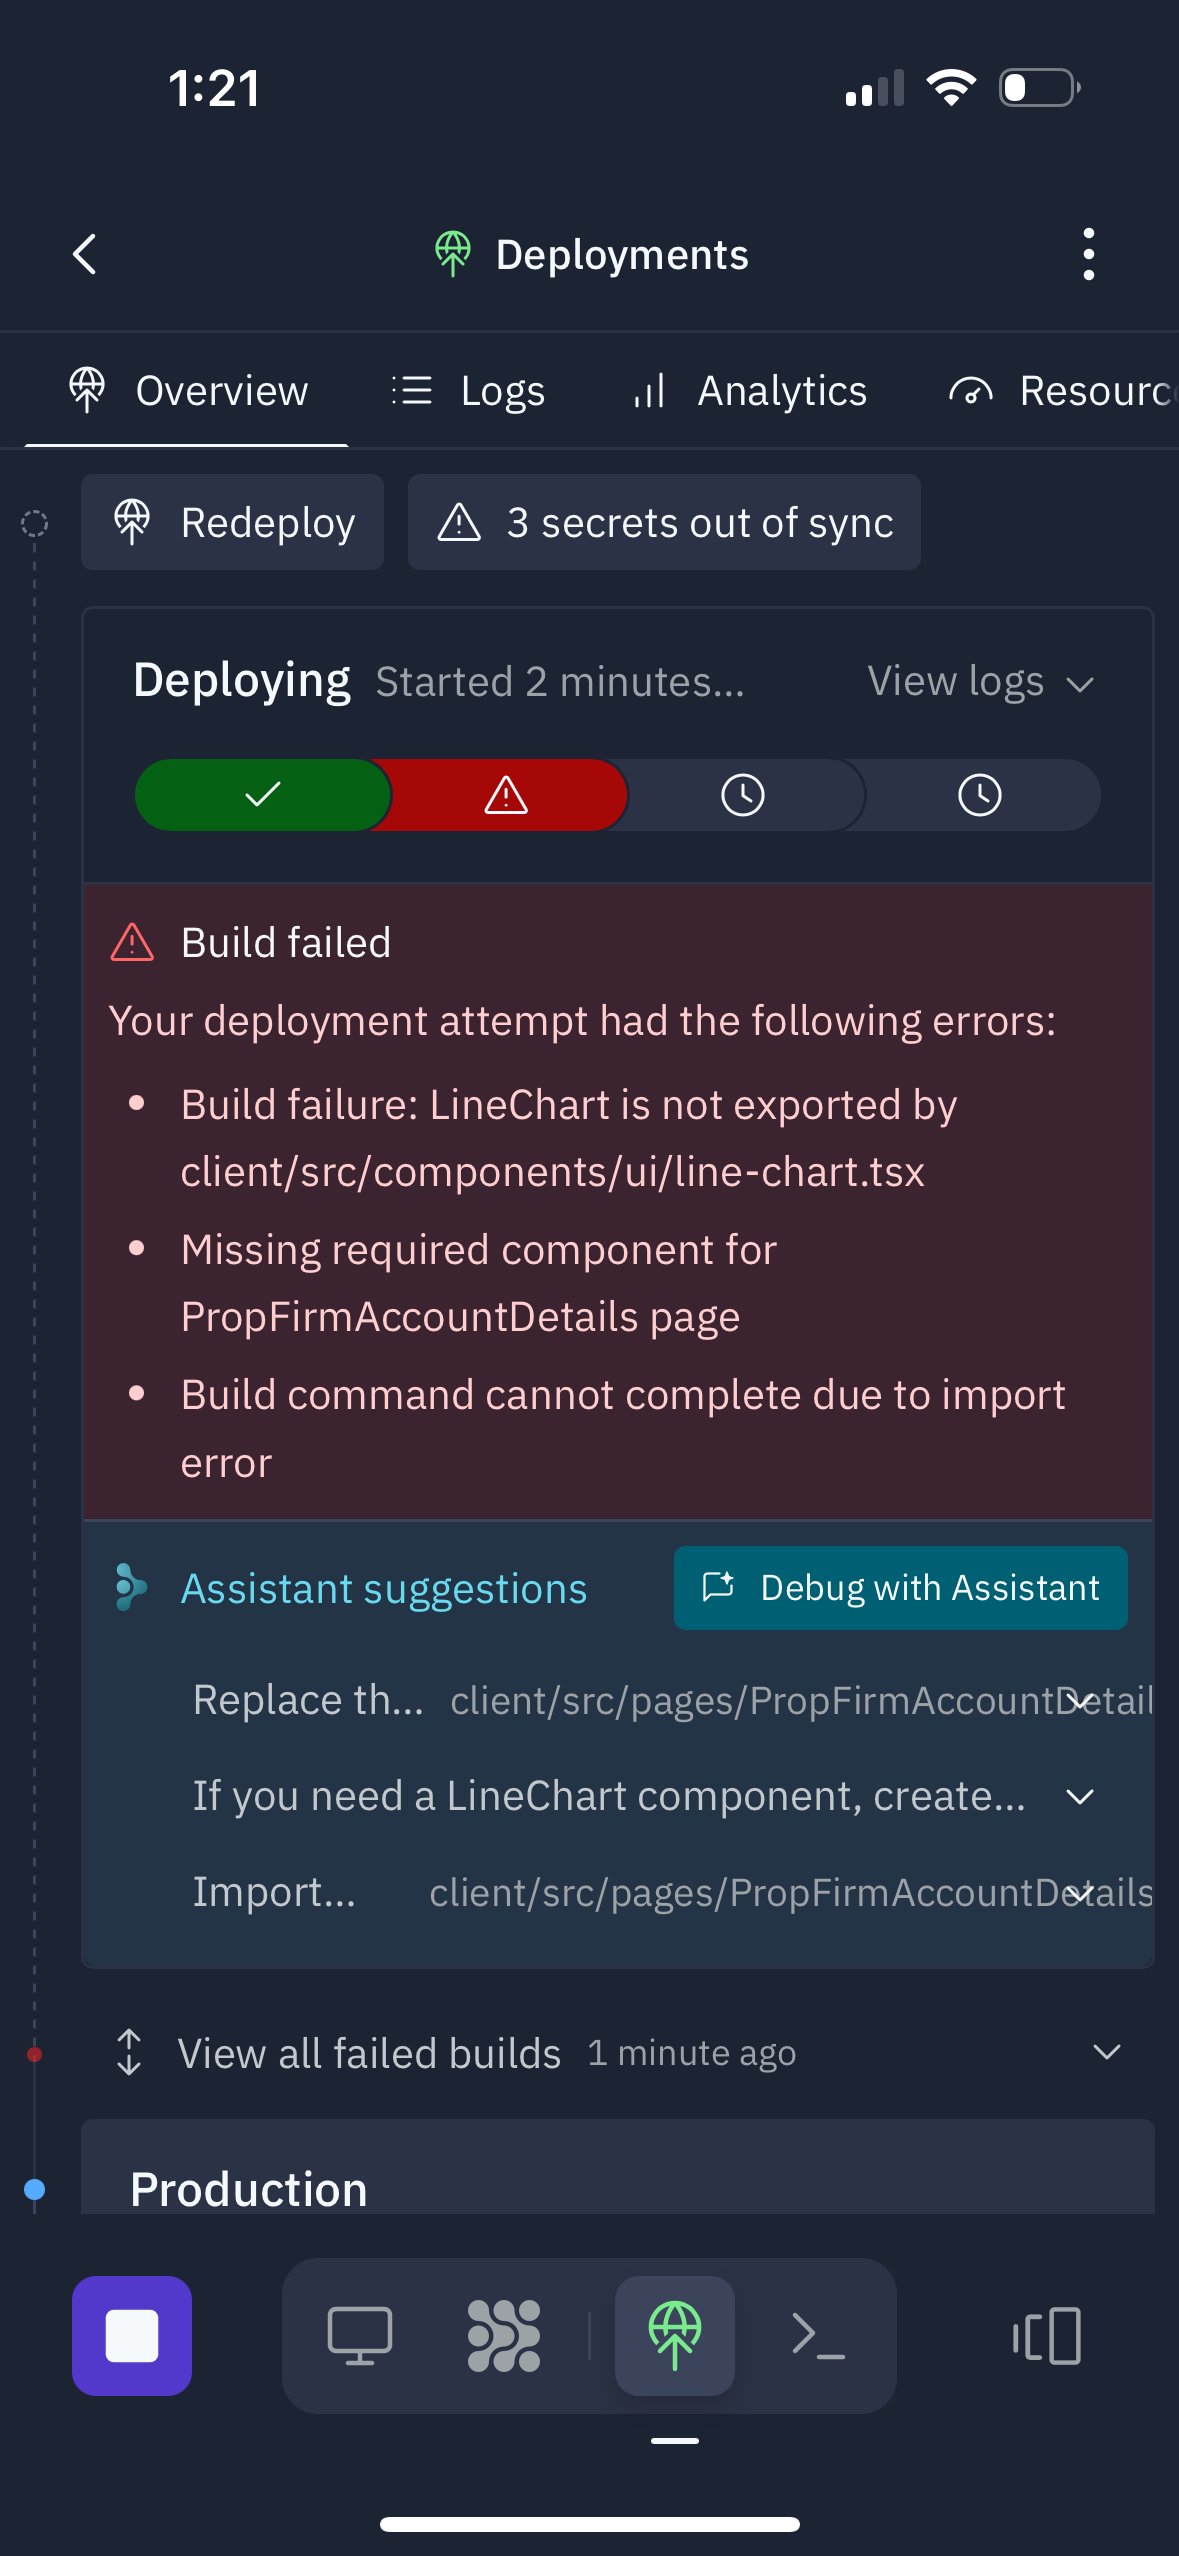 1:21
Deployments
Overview Logs Analytics Resourc
Redeploy 3 secrets out of sync
Deploying Started 2 minutes... View logs
Build failed
Your deployment attempt had the following errors:
• Build failure: LineChart is not exported by
client/src/components/ui/line-chart.tsx
• Missing required component for
PropFirmAccountDetails page
• Build command cannot complete due to import
error
Assistant suggestions Debug with Assistant
Replace th... client/src/pages/PropFirmAccountDetail
If you need a LineChart component, create...
Import... client/src/pages/PropFirmAccountDetails
View all failed builds 1 minute ago
Production